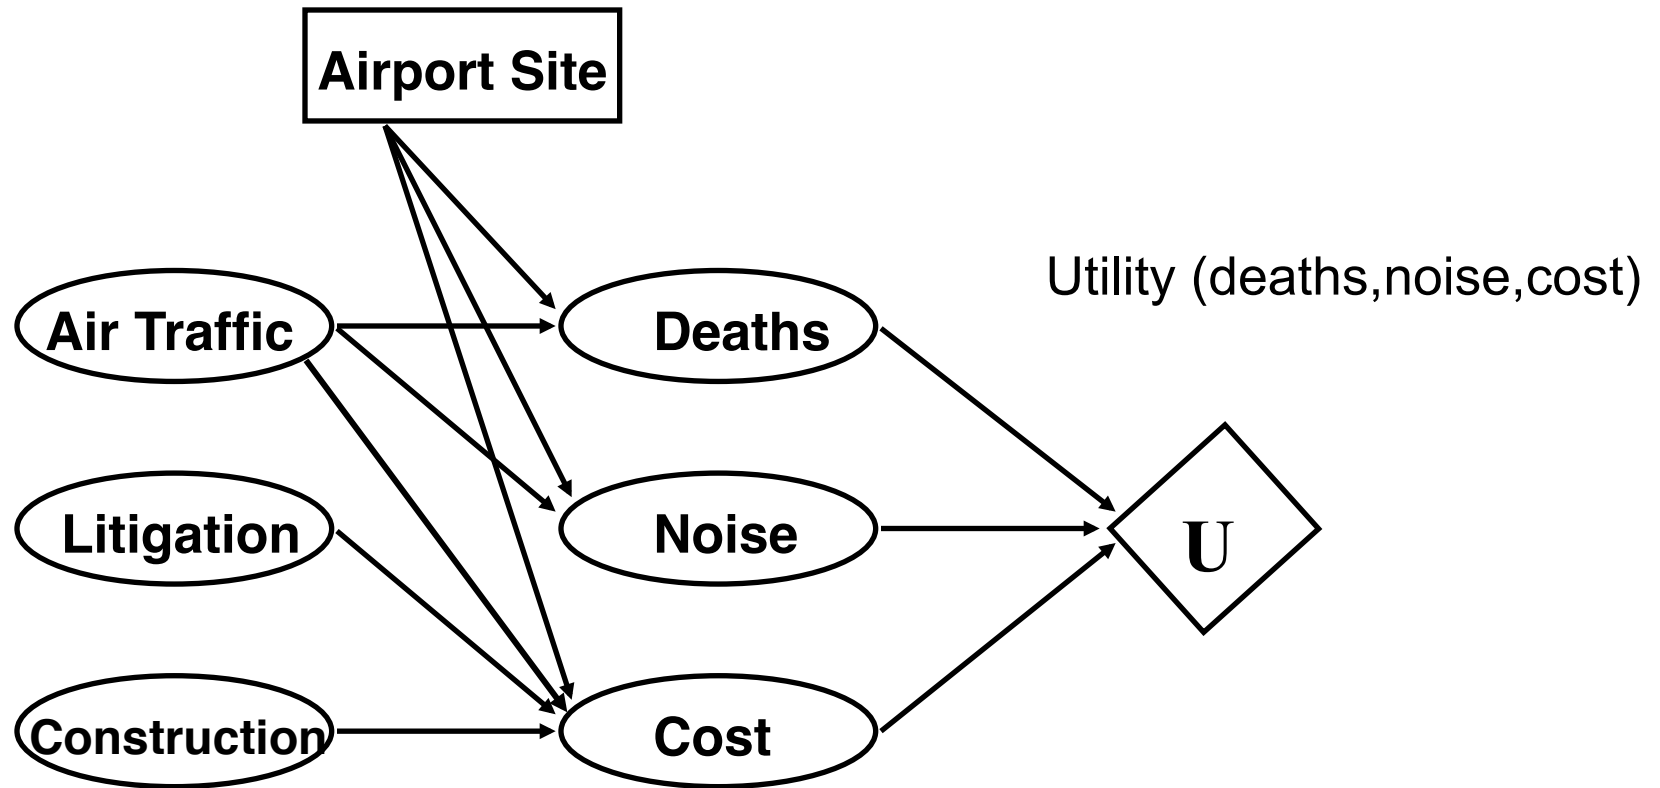 Airport Site
Utility (deaths,noise,cost)
Air Traffic
Deaths
Litigation
Noise
U
Construction
Cost